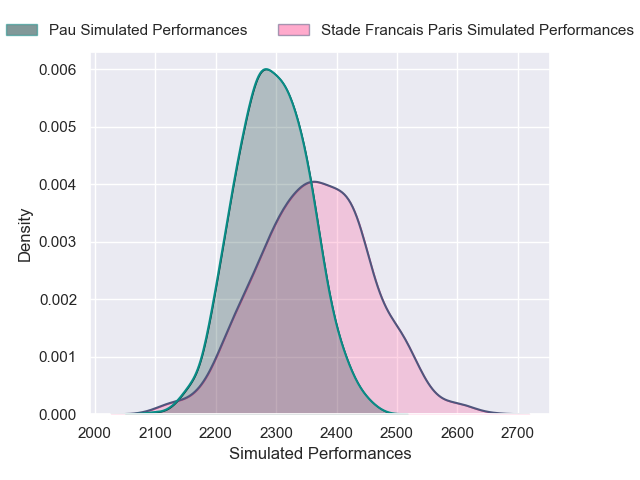 Pau Simulated Performances
Stade Francais Paris Simulated Performances
0.006
0.005
0.004
0.003
0.002
0.001
0.000
Density
2000 2100 2200 2300 2400 2500 2600 2700
Simulated Performances